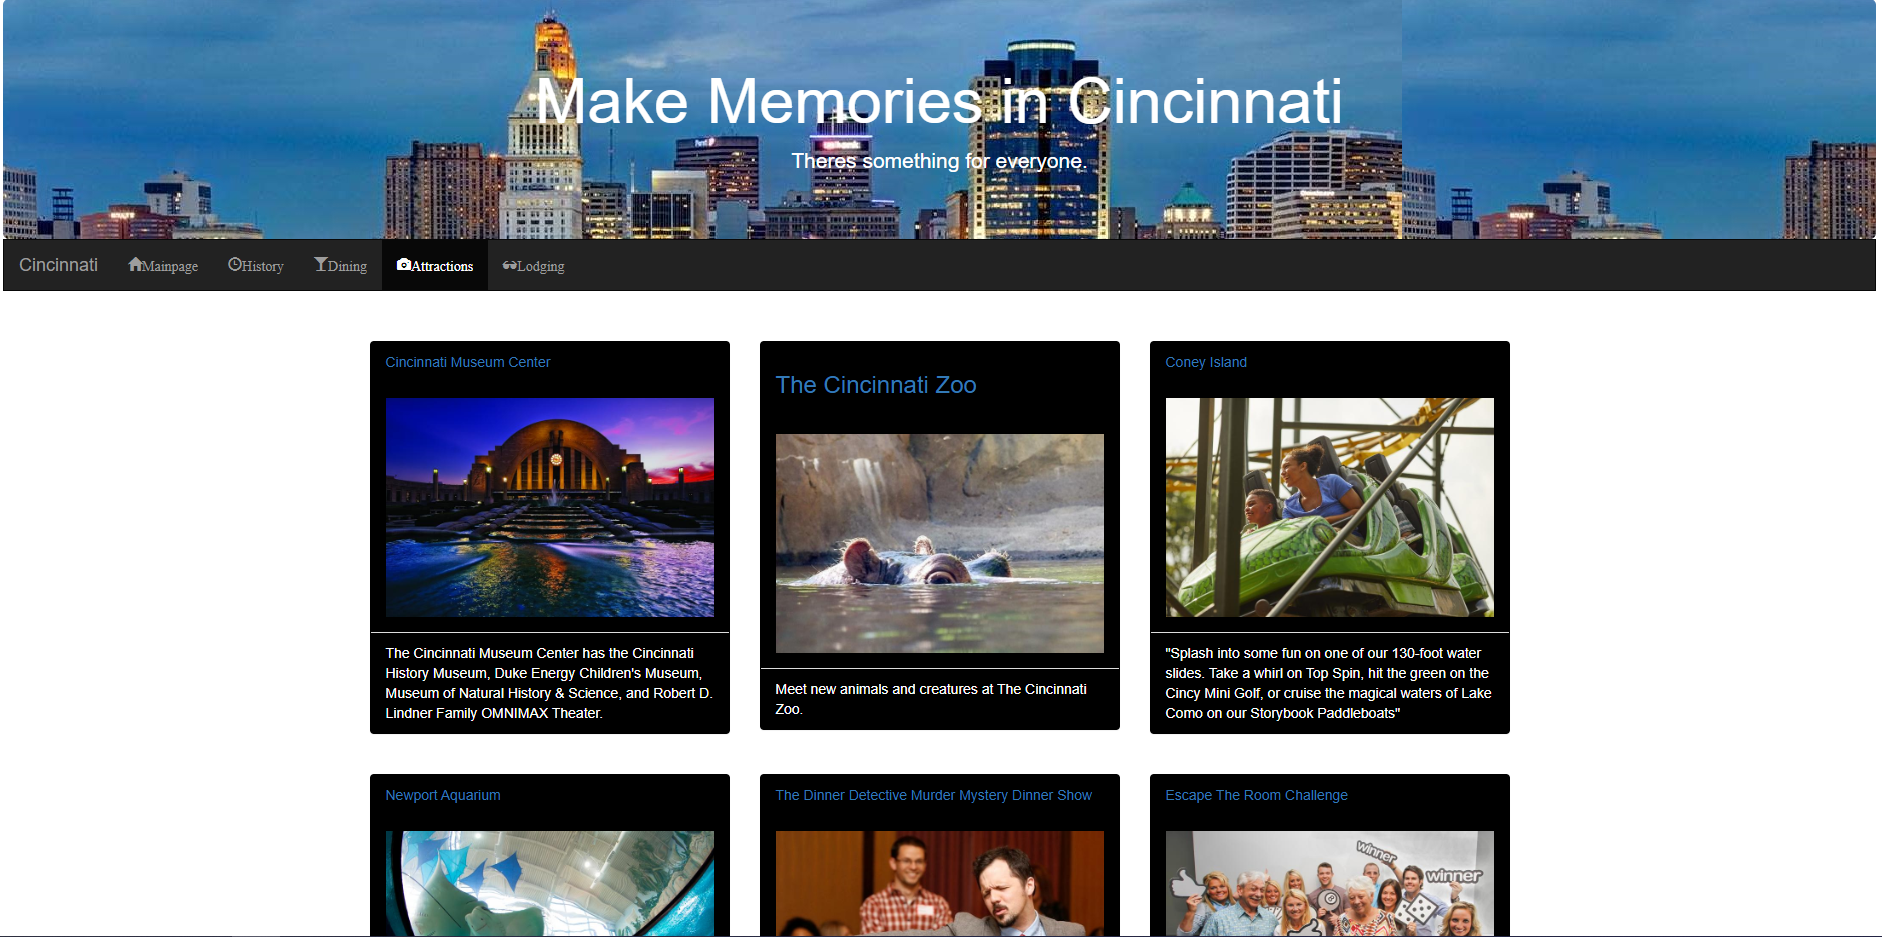 Make Memories in Cincinnati
Theres something for everyone.
Cincinnati Mainpage History Dining Attractions Lodging
Cincinnati Museum Center
The Cincinnati Museum Center has the Cincinnati
History Museum, Duke Energy Children's Museum,
Museum of Natural History & Science, and Robert D.
Lindner Family OMNIMAX Theater.
The Cincinnati Zoo
Meet new animals and creatures at The Cincinnati
Zoo.
Coney Island
"Splash into some fun on one of our 130-foot water
slides. Take a whirl on Top Spin, hit the green on the
Cincy Mini Golf, or cruise the magical waters of Lake
Como on our Storybook Paddleboats"
Newport Aquarium
The Dinner Detective Murder Mystery Dinner Show
Escape The Room Challenge
winner
winner